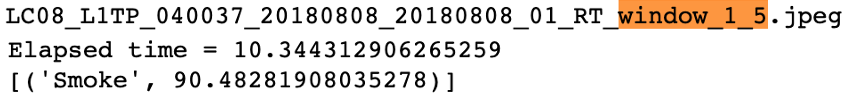 LC08_L1TP_040037_20180808_20180808_01_RT_window_1_5.jpeg
Elapsed time = 10.344312906265259
[('Smoke', 90.48281908035278)]